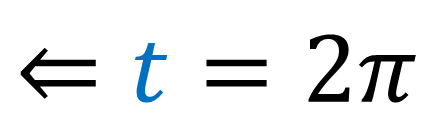 ⇐ t = 2π